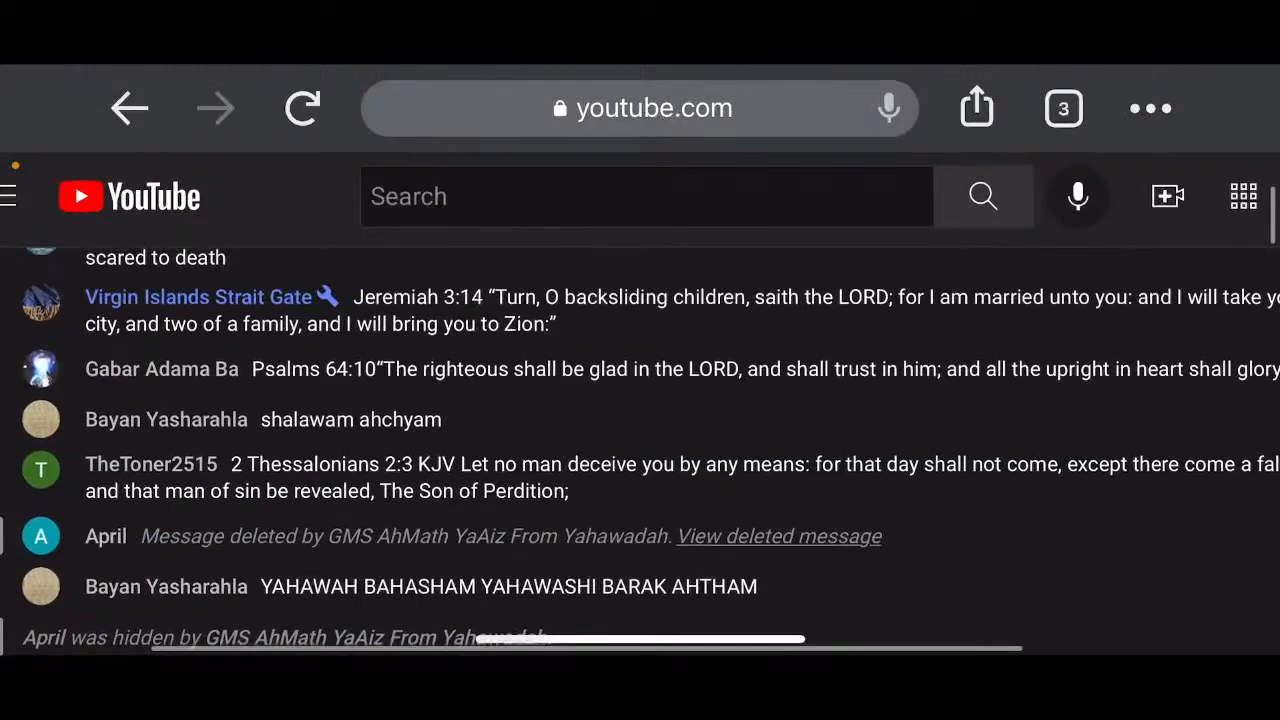 youtube.com
3
YouTube
Search
scared to death
Virgin Islands Strait Gate Jeremiah 3:14 “Turn, O backsliding children, saith the LORD; for I am married unto you: and I will take
city, and two of a family, and I will bring you to Zion:”
Gabar Adama Ba Psalms 64:10“The righteous shall be glad in the LORD, and shall trust in him; and all the upright in heart shall glory
Bayan Yasharahla shalawam ahchyam
T
TheToner2515 2 Thessalonians 2:3 KJV Let no man deceive you by any means: for that day shall not come, except there come a
and that man of sin be revealed, The Son of Perdition;
A
April Message deleted by GMS AhMath YaAiz From Yahawadah. View deleted message
Bayan Yasharahla YAHAWAH BAHASHAM YAHAWASHI BARAK AHTHAM
April was hidden by GMS AhMath YaAiz From Yahawadah.